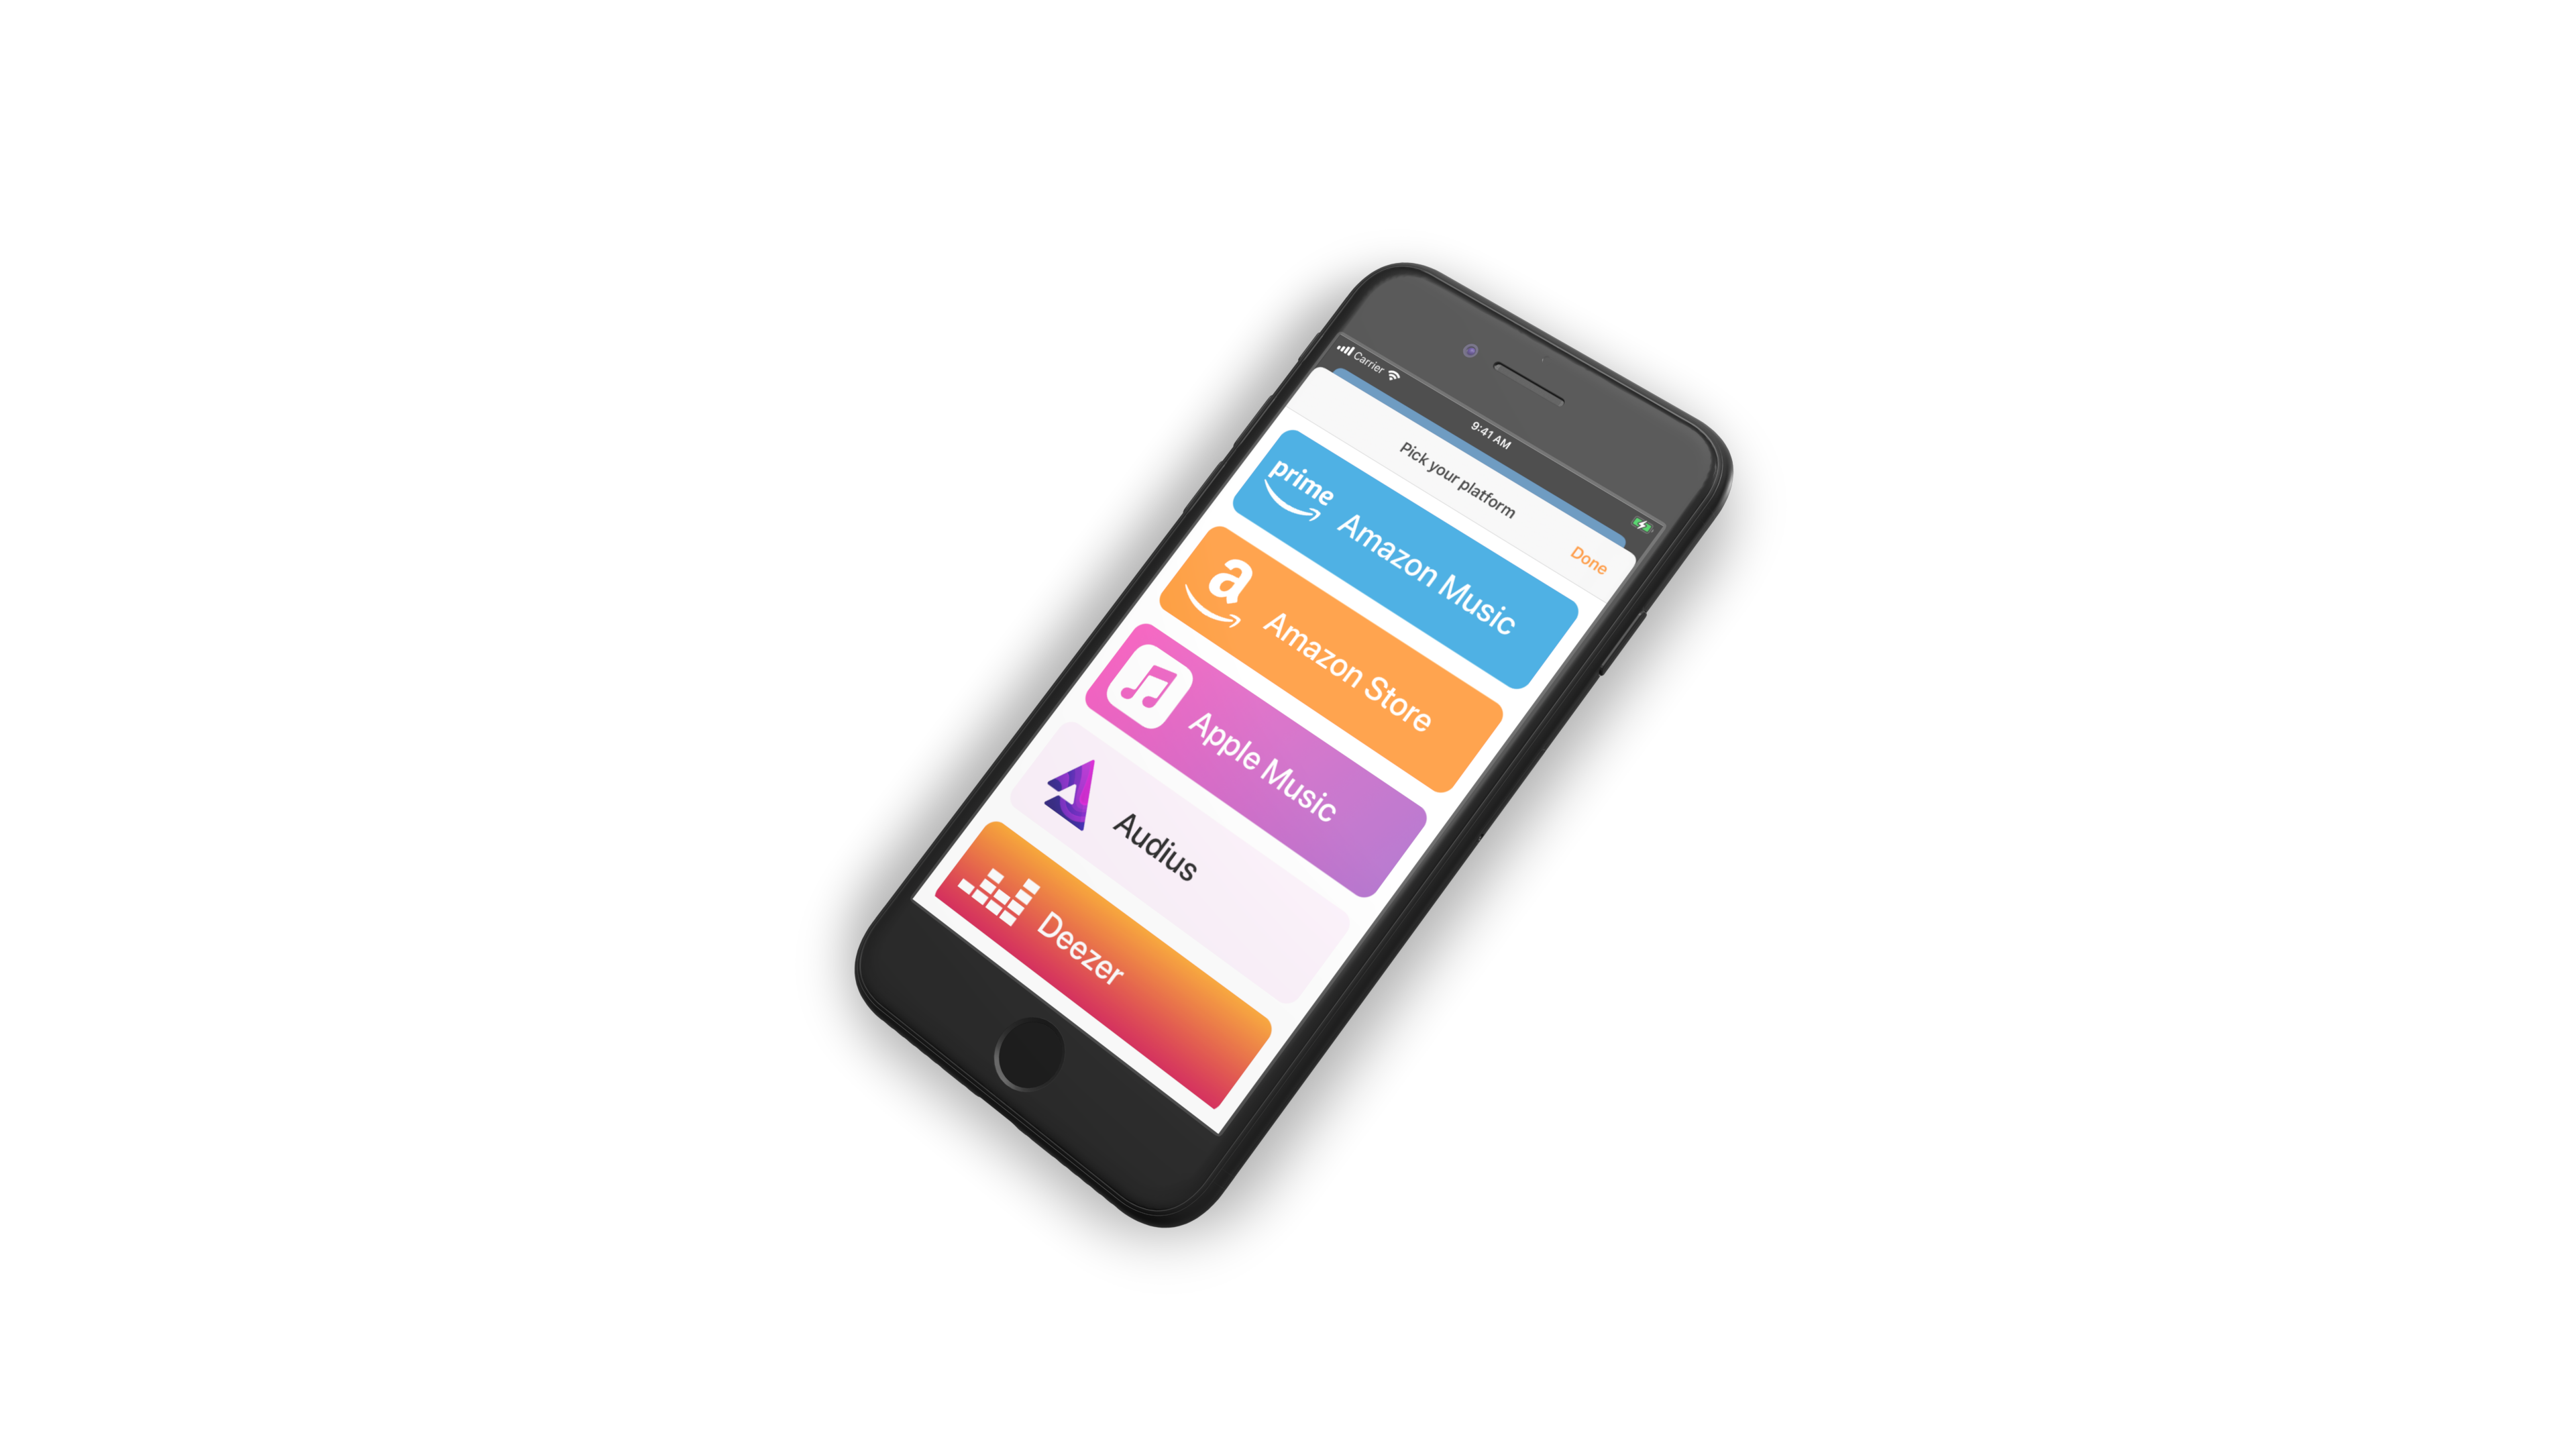 Carrier
9:41 AM
Pick your platform
Done
prime
Amazon Music
a
Amazon Store
Apple Music
Audius
Deezer